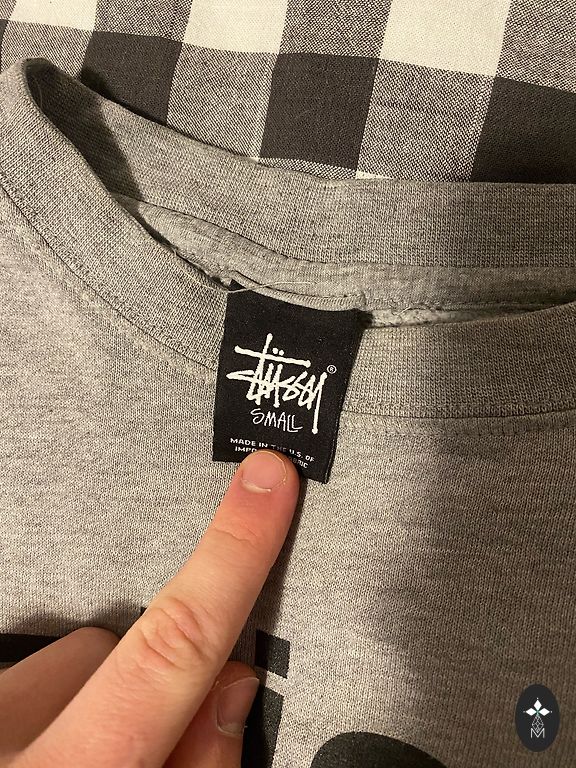 Stüssy ®
SMALL
MADE IN THE U.S. OF